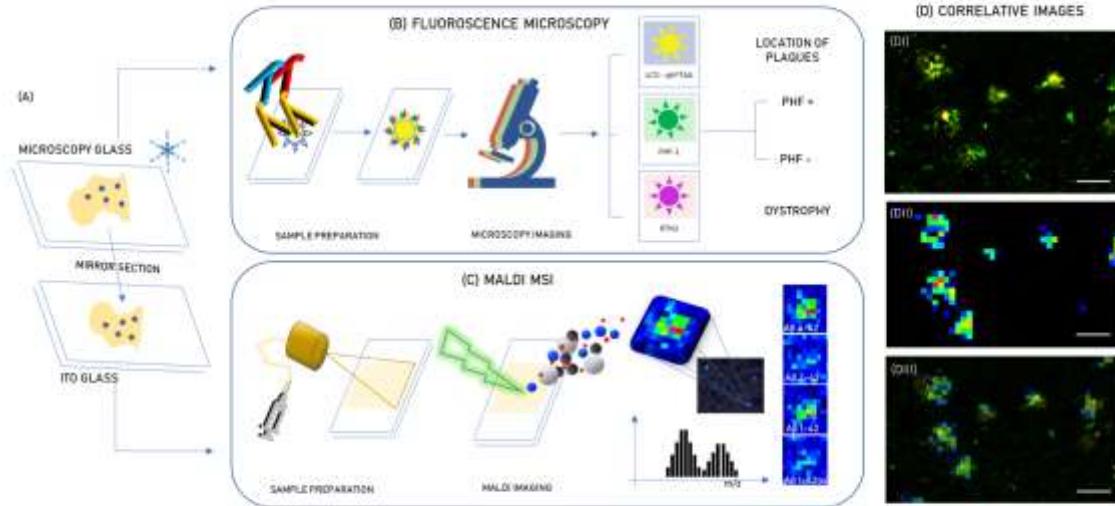 (A)
MICROSCOPY GLASS
MIRROR SECTION
ITO GLASS
(B) FLUROSCENCE MICROSCOPY
SAMPLE PREPARATION
MICROSCOPY IMAGING
LOCATION OF
PLAQUES
PHF +
PHF -
DYSTROPHY
(C) MALDI MSI
SAMPLE PREPARATION
MALDI IMAGING
m/z
(D) CORRELATIVE IMAGES
(DI)
(DII)
(DIII)